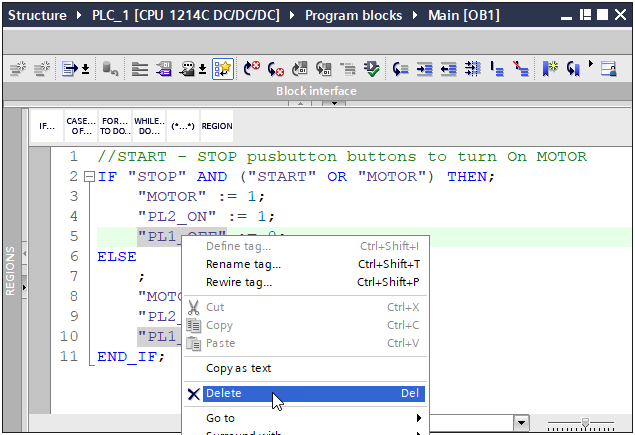 Structure ▸ PLC_1 [CPU 1214C DC/DC/DC] ▸ Program blocks ▸ Main [OB1]
Block interface
IF... CASE... OF... FOR... TO DO.. WHILE.. DO... (*...*) REGION
REGIONS
1 //START - STOP pusbutton buttons to turn On MOTOR
2 IF "STOP" AND ("START" OR "MOTOR") THEN;
3 "MOTOR" := 1;
4 "PL2_ON" := 1;
5 "PL1_OFF" := 0;
6 ELSE
7 ;
8 "MOTO
9 "PL2_
10 "PL1_
11 END_IF;
Define tag... Ctrl+Shift+I
Rename tag... Ctrl+Shift+T
Rewire tag... Ctrl+Shift+P
Cut Ctrl+X
Copy Ctrl+C
Paste Ctrl+V
Copy as text
Delete Del
Go to
Surround with